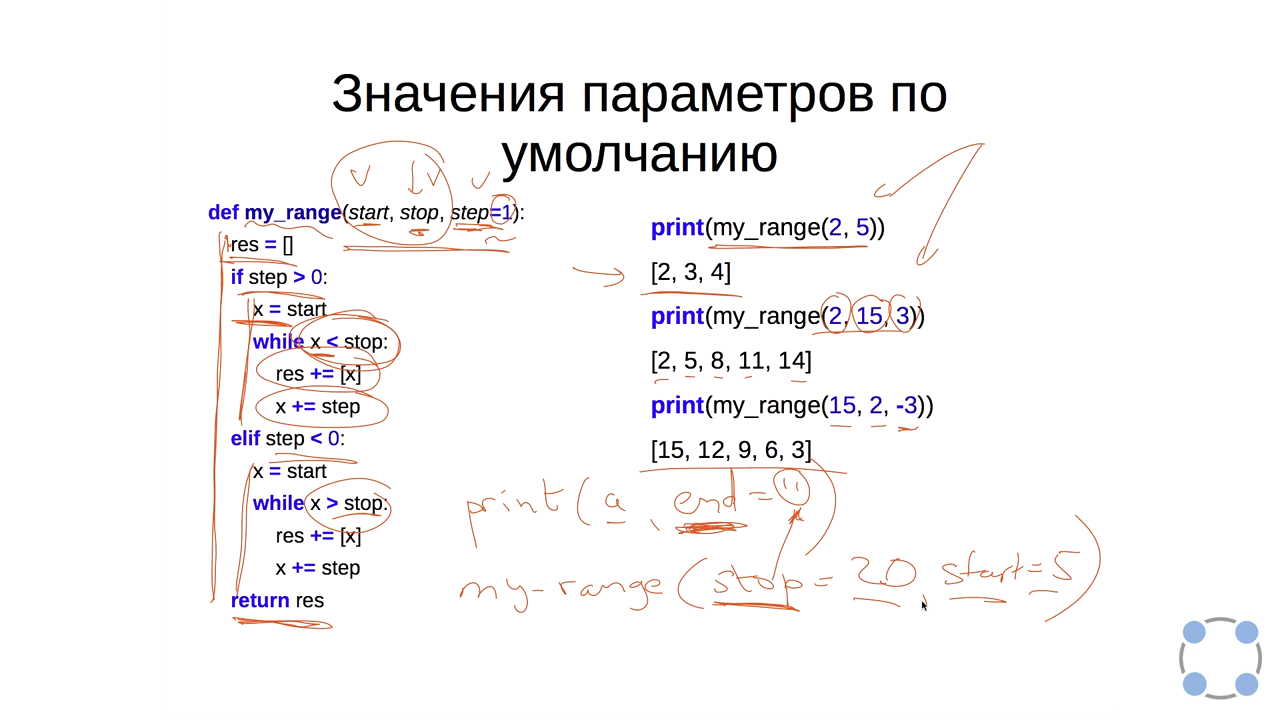 Значения параметров по
умолчанию
def my_range(start, stop, step=1):
res = []
if step > 0:
x = start
while x < stop:
res += [x]
x += step
elif step < 0:
x = start
while x > stop:
res += [x]
x += step
return res
print(my_range(2, 5))
[2, 3, 4]
print(my_range(2, 15, 3))
[2, 5, 8, 11, 14]
print(my_range(15, 2, -3))
[15, 12, 9, 6, 3]
print(a, end='')
my-range(stop=20, start=5)